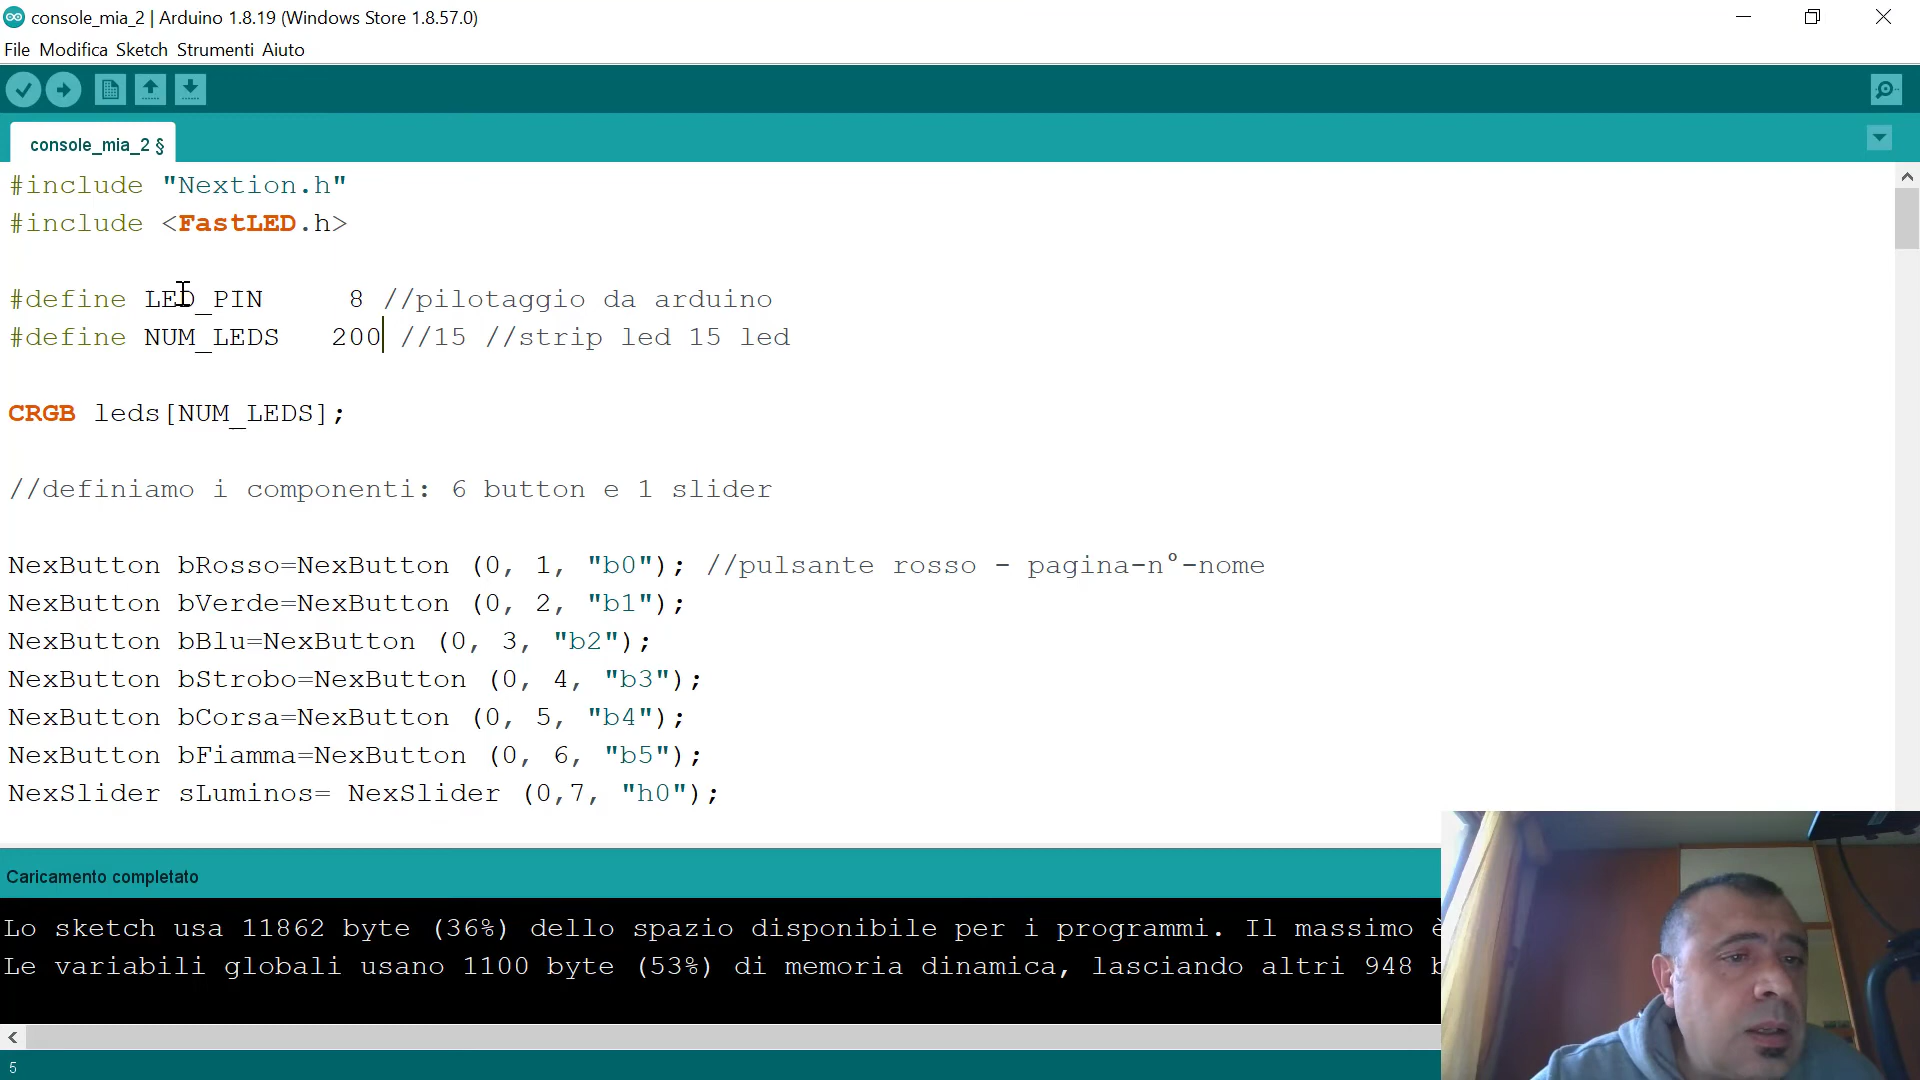 console_mia_2 | Arduino 1.8.19 (Windows Store 1.8.57.0)
File Modifica Sketch Strumenti Aiuto
console_mia_2 §
#include "Nextion.h"
#include <FastLED.h>
#define LED_PIN 8 //pilotaggio da arduino
#define NUM_LEDS 200 //15 //strip led 15 led
CRGB leds[NUM_LEDS];
//definiamo i componenti: 6 button e 1 slider
NexButton bRosso=NexButton (0, 1, "b0"); //pulsante rosso - pagina-n°-nome
NexButton bVerde=NexButton (0, 2, "b1");
NexButton bBlu=NexButton (0, 3, "b2");
NexButton bStrobo=NexButton (0, 4, "b3");
NexButton bCorsa=NexButton (0, 5, "b4");
NexButton bFiamma=NexButton (0, 6, "b5");
NexSlider sLuminos= NexSlider (0,7, "h0");
Caricamento completato
Lo sketch usa 11862 byte (36%) dello spazio disponibile per i programmi. Il massimo è
Le variabili globali usano 1100 byte (53%) di memoria dinamica, lasciando altri 948 b
5